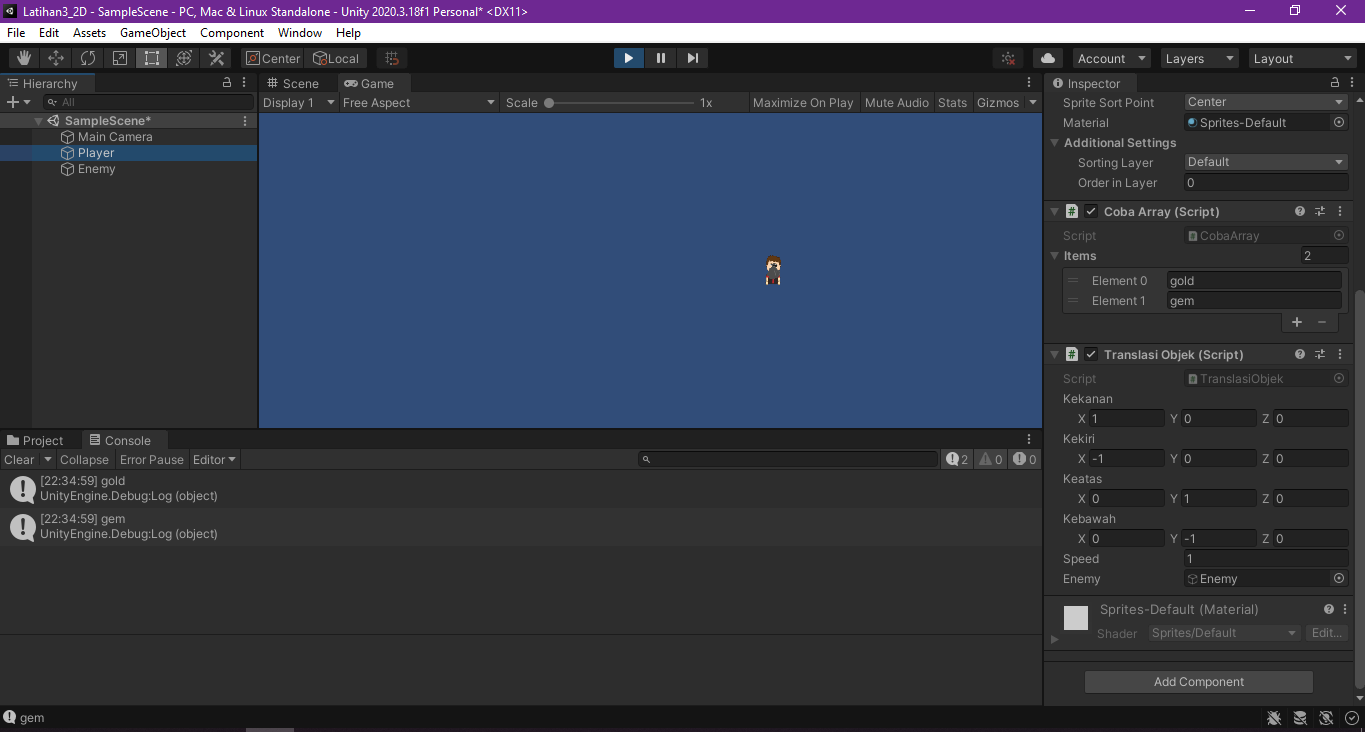 Latihan3_2D - SampleScene - PC, Mac & Linux Standalone - Unity 2020.3.18f1 Personal* <DX11>
File Edit Assets GameObject Component Window Help
Center Local Account Layers Layout
Hierarchy
All
SampleScene*
Main Camera
Player
Enemy
Scene Game
Display 1 Free Aspect Scale 1x Maximize On Play Mute Audio Stats Gizmos
Project Console
Clear Collapse Error Pause Editor 2 0 0
[22:34:59] gold
UnityEngine.Debug:Log (object)
[22:34:59] gem
UnityEngine.Debug:Log (object)
Inspector
Sprite Sort Point Center
Material Sprites-Default
Additional Settings
Sorting Layer Default
Order in Layer 0
# Coba Array (Script)
Script CobaArray
Items 2
Element 0 gold
Element 1 gem
+ −
# Translasi Objek (Script)
Script TranslasiObjek
Kekanan
X 1 Y 0 Z 0
Kekiri
X -1 Y 0 Z 0
Keatas
X 0 Y 1 Z 0
Kebawah
X 0 Y -1 Z 0
Speed 1
Enemy Enemy
Sprites-Default (Material)
Shader Sprites/Default Edit...
Add Component
gem